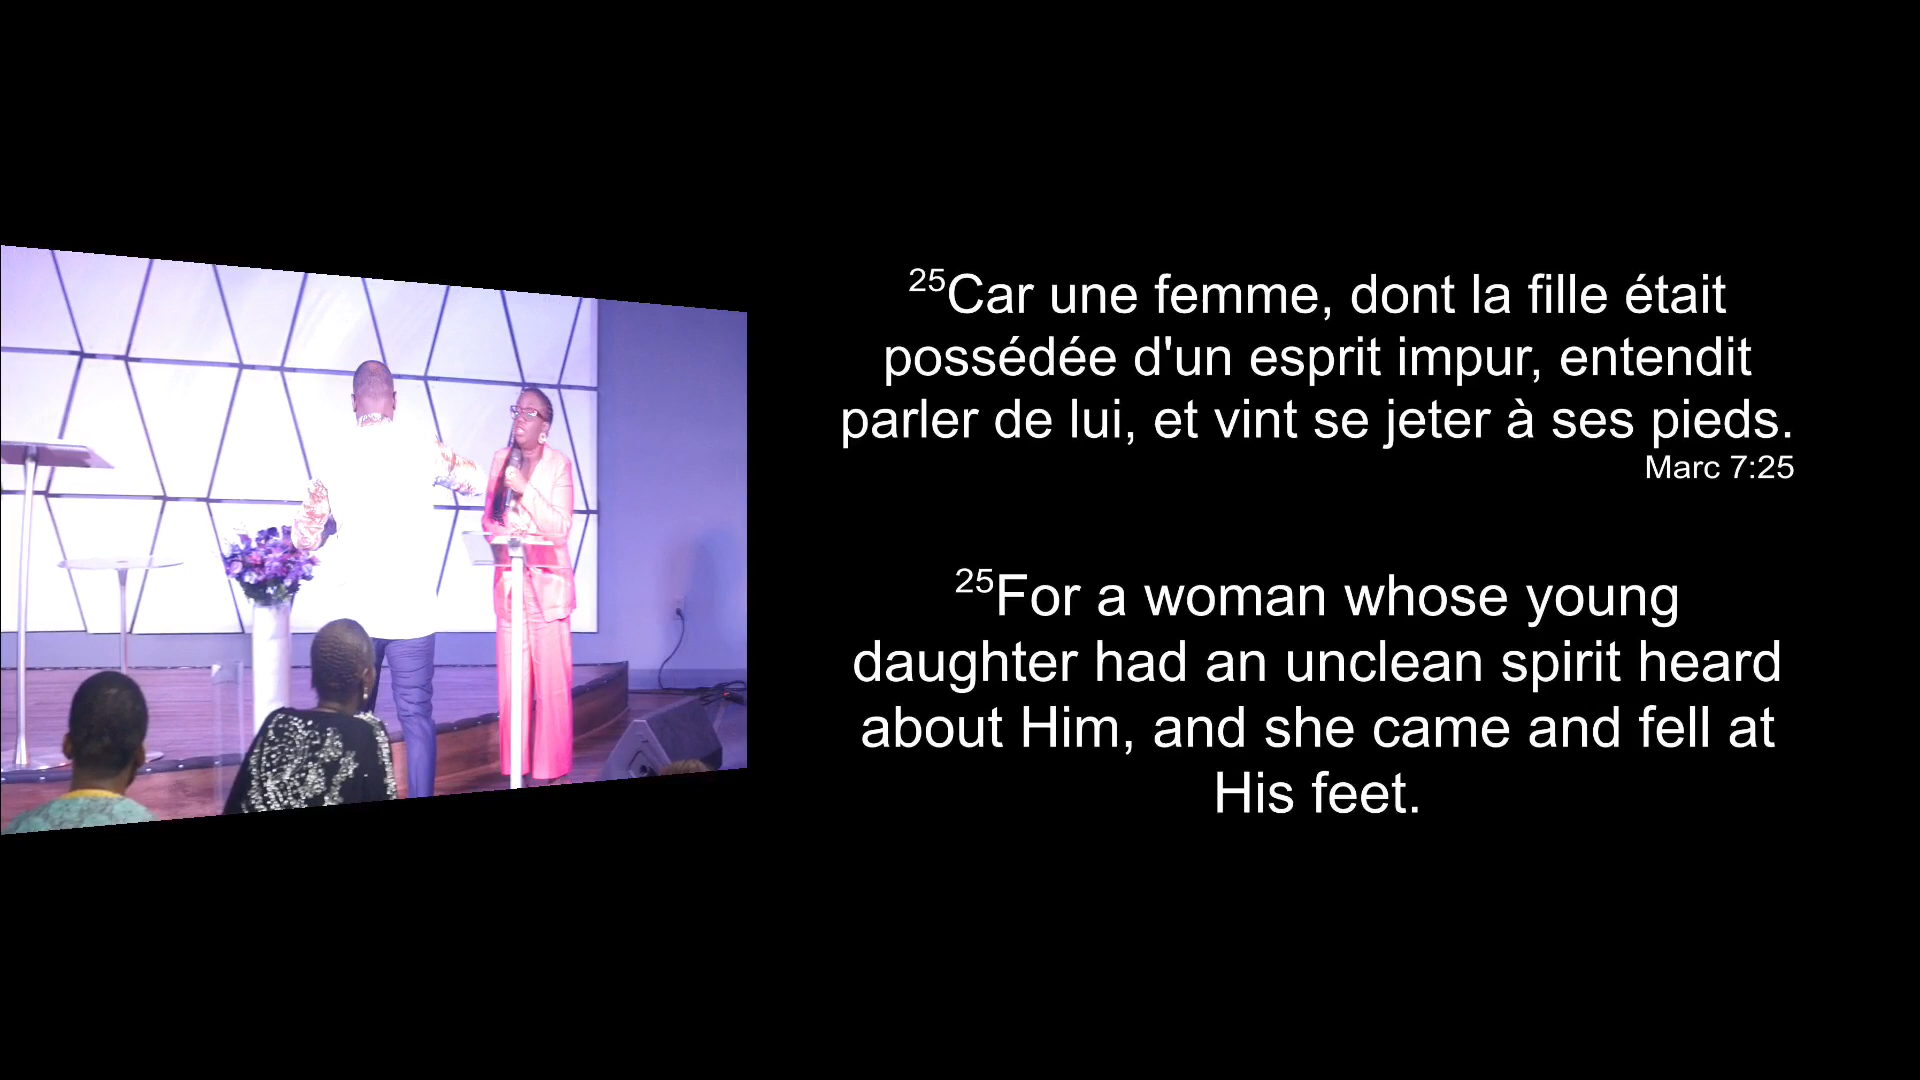 25Car une femme, dont la fille était
possédée d'un esprit impur, entendit
parler de lui, et vint se jeter à ses pieds.
Marc 7:25
25For a woman whose young
daughter had an unclean spirit heard
about Him, and she came and fell at
His feet.